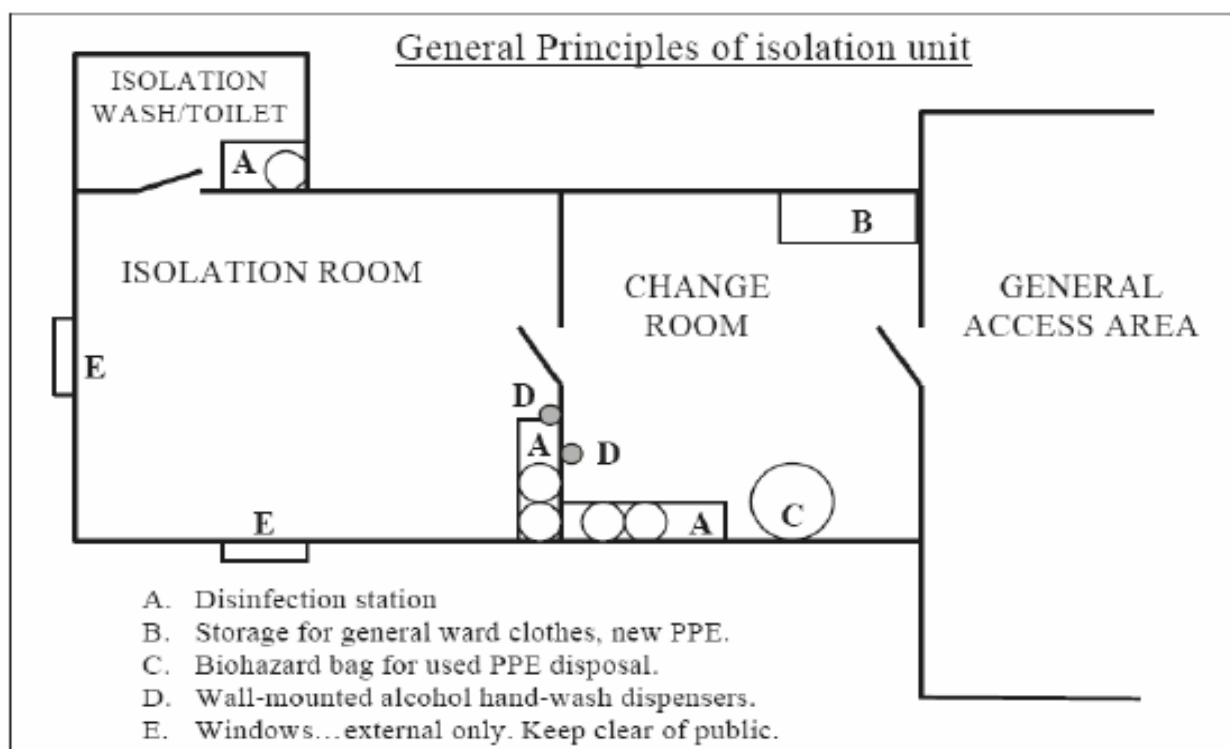 General Principles of isolation unit
ISOLATION
WASH/TOILET
A
B
ISOLATION ROOM
CHANGE
ROOM
GENERAL
ACCESS AREA
E
D
A
D
E
A
C
A. Disinfection station
B. Storage for general ward clothes, new PPE.
C. Biohazard bag for used PPE disposal.
D. Wall-mounted alcohol hand-wash dispensers.
E. Windows…external only. Keep clear of public.